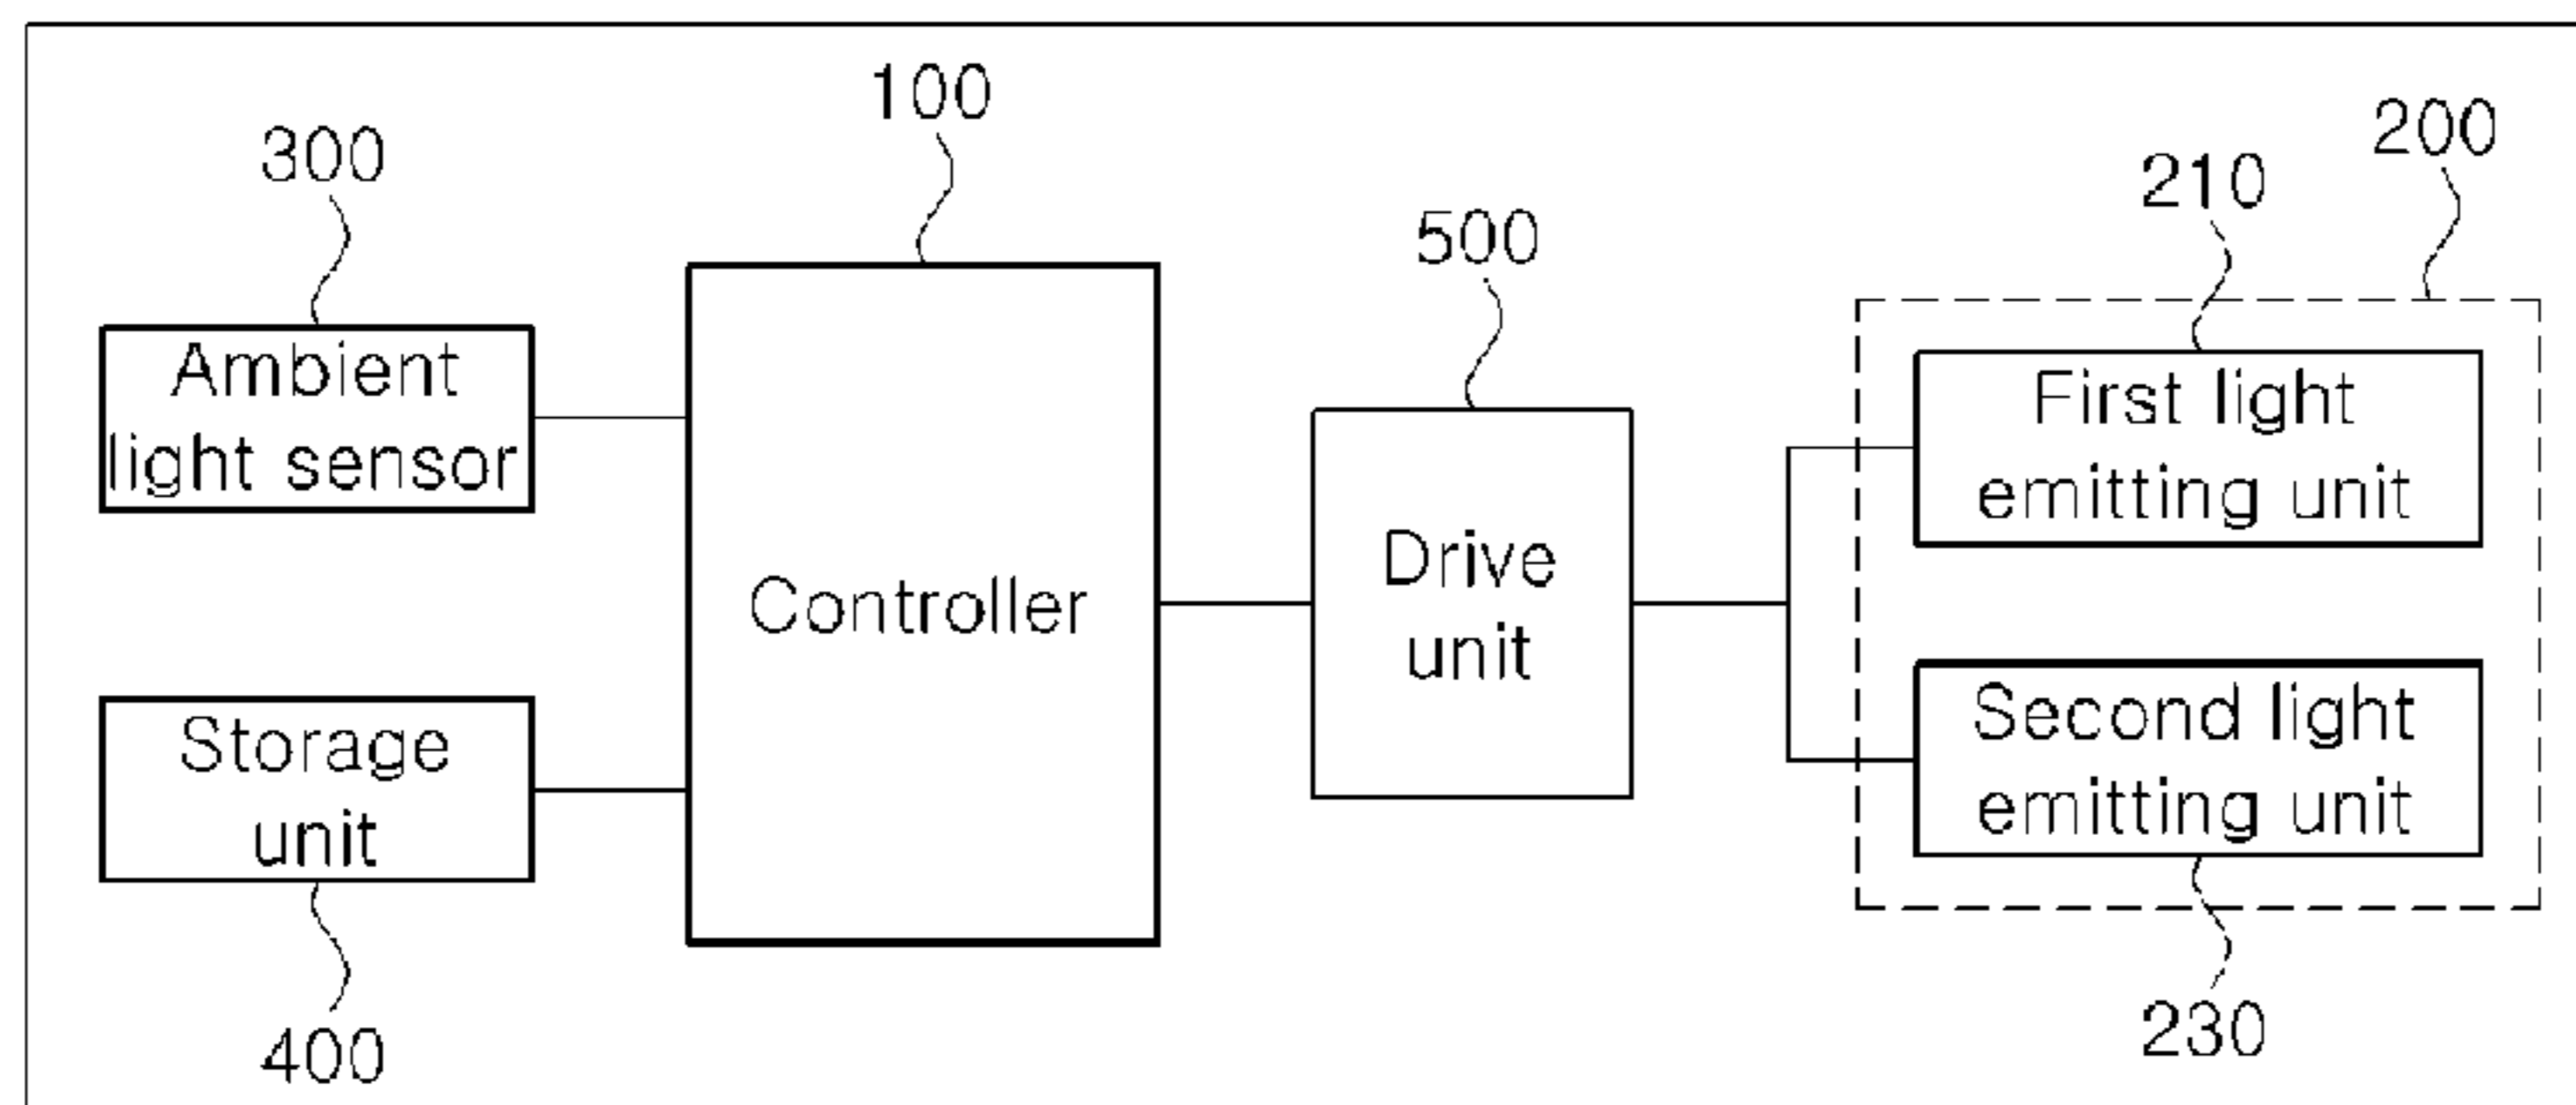 100
200
300
210
500
Ambient
light sensor
First light
emitting unit
Controller
Drive
unit
Storage
unit
Second light
emitting unit
400
230